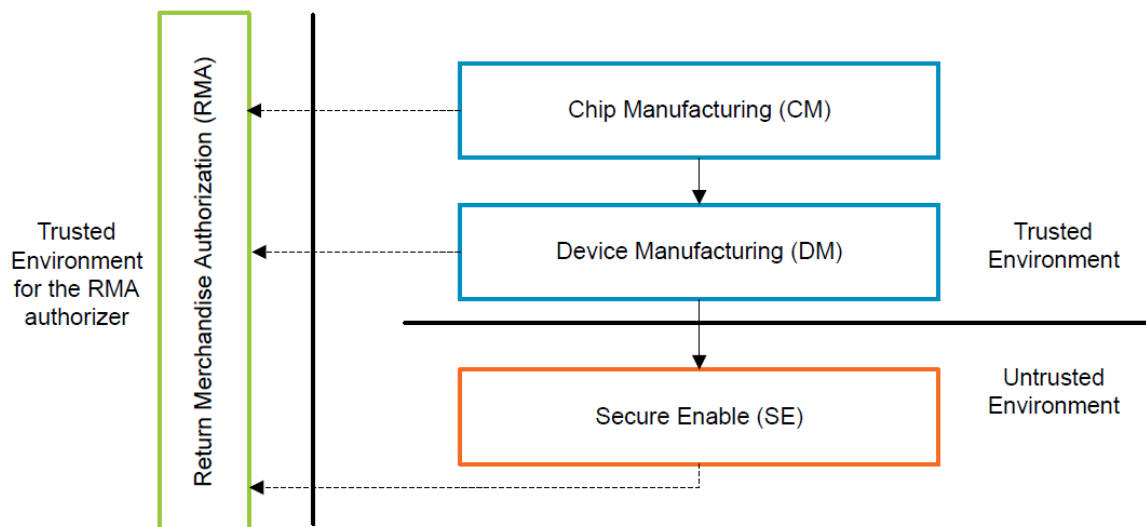 Return Merchandise Authorization (RMA)
Chip Manufacturing (CM)
Device Manufacturing (DM)
Trusted
Environment
for the RMA
authorizer
Trusted
Environment
Untrusted
Environment
Secure Enable (SE)